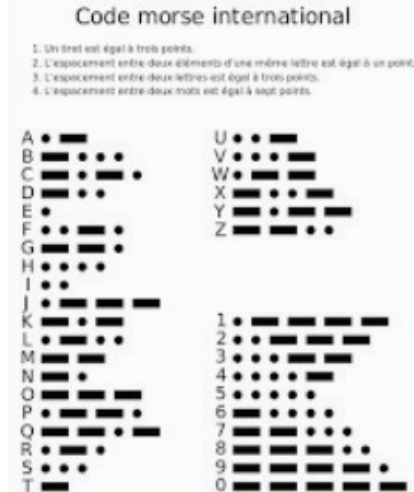 Code morse international
1. Un tiret est égal à trois points.
2. L'espacement entre deux éléments d'une même lettre est égal à un point.
3. L'espacement entre deux lettres est égal à trois points.
4. L'espacement entre deux mots est égal à sept points.
A
B
C
D
E
F
G
H
I
J
K
L
M
N
O
P
Q
R
S
T
U
V
W
X
Y
Z
1
2
3
4
5
6
7
8
9
0